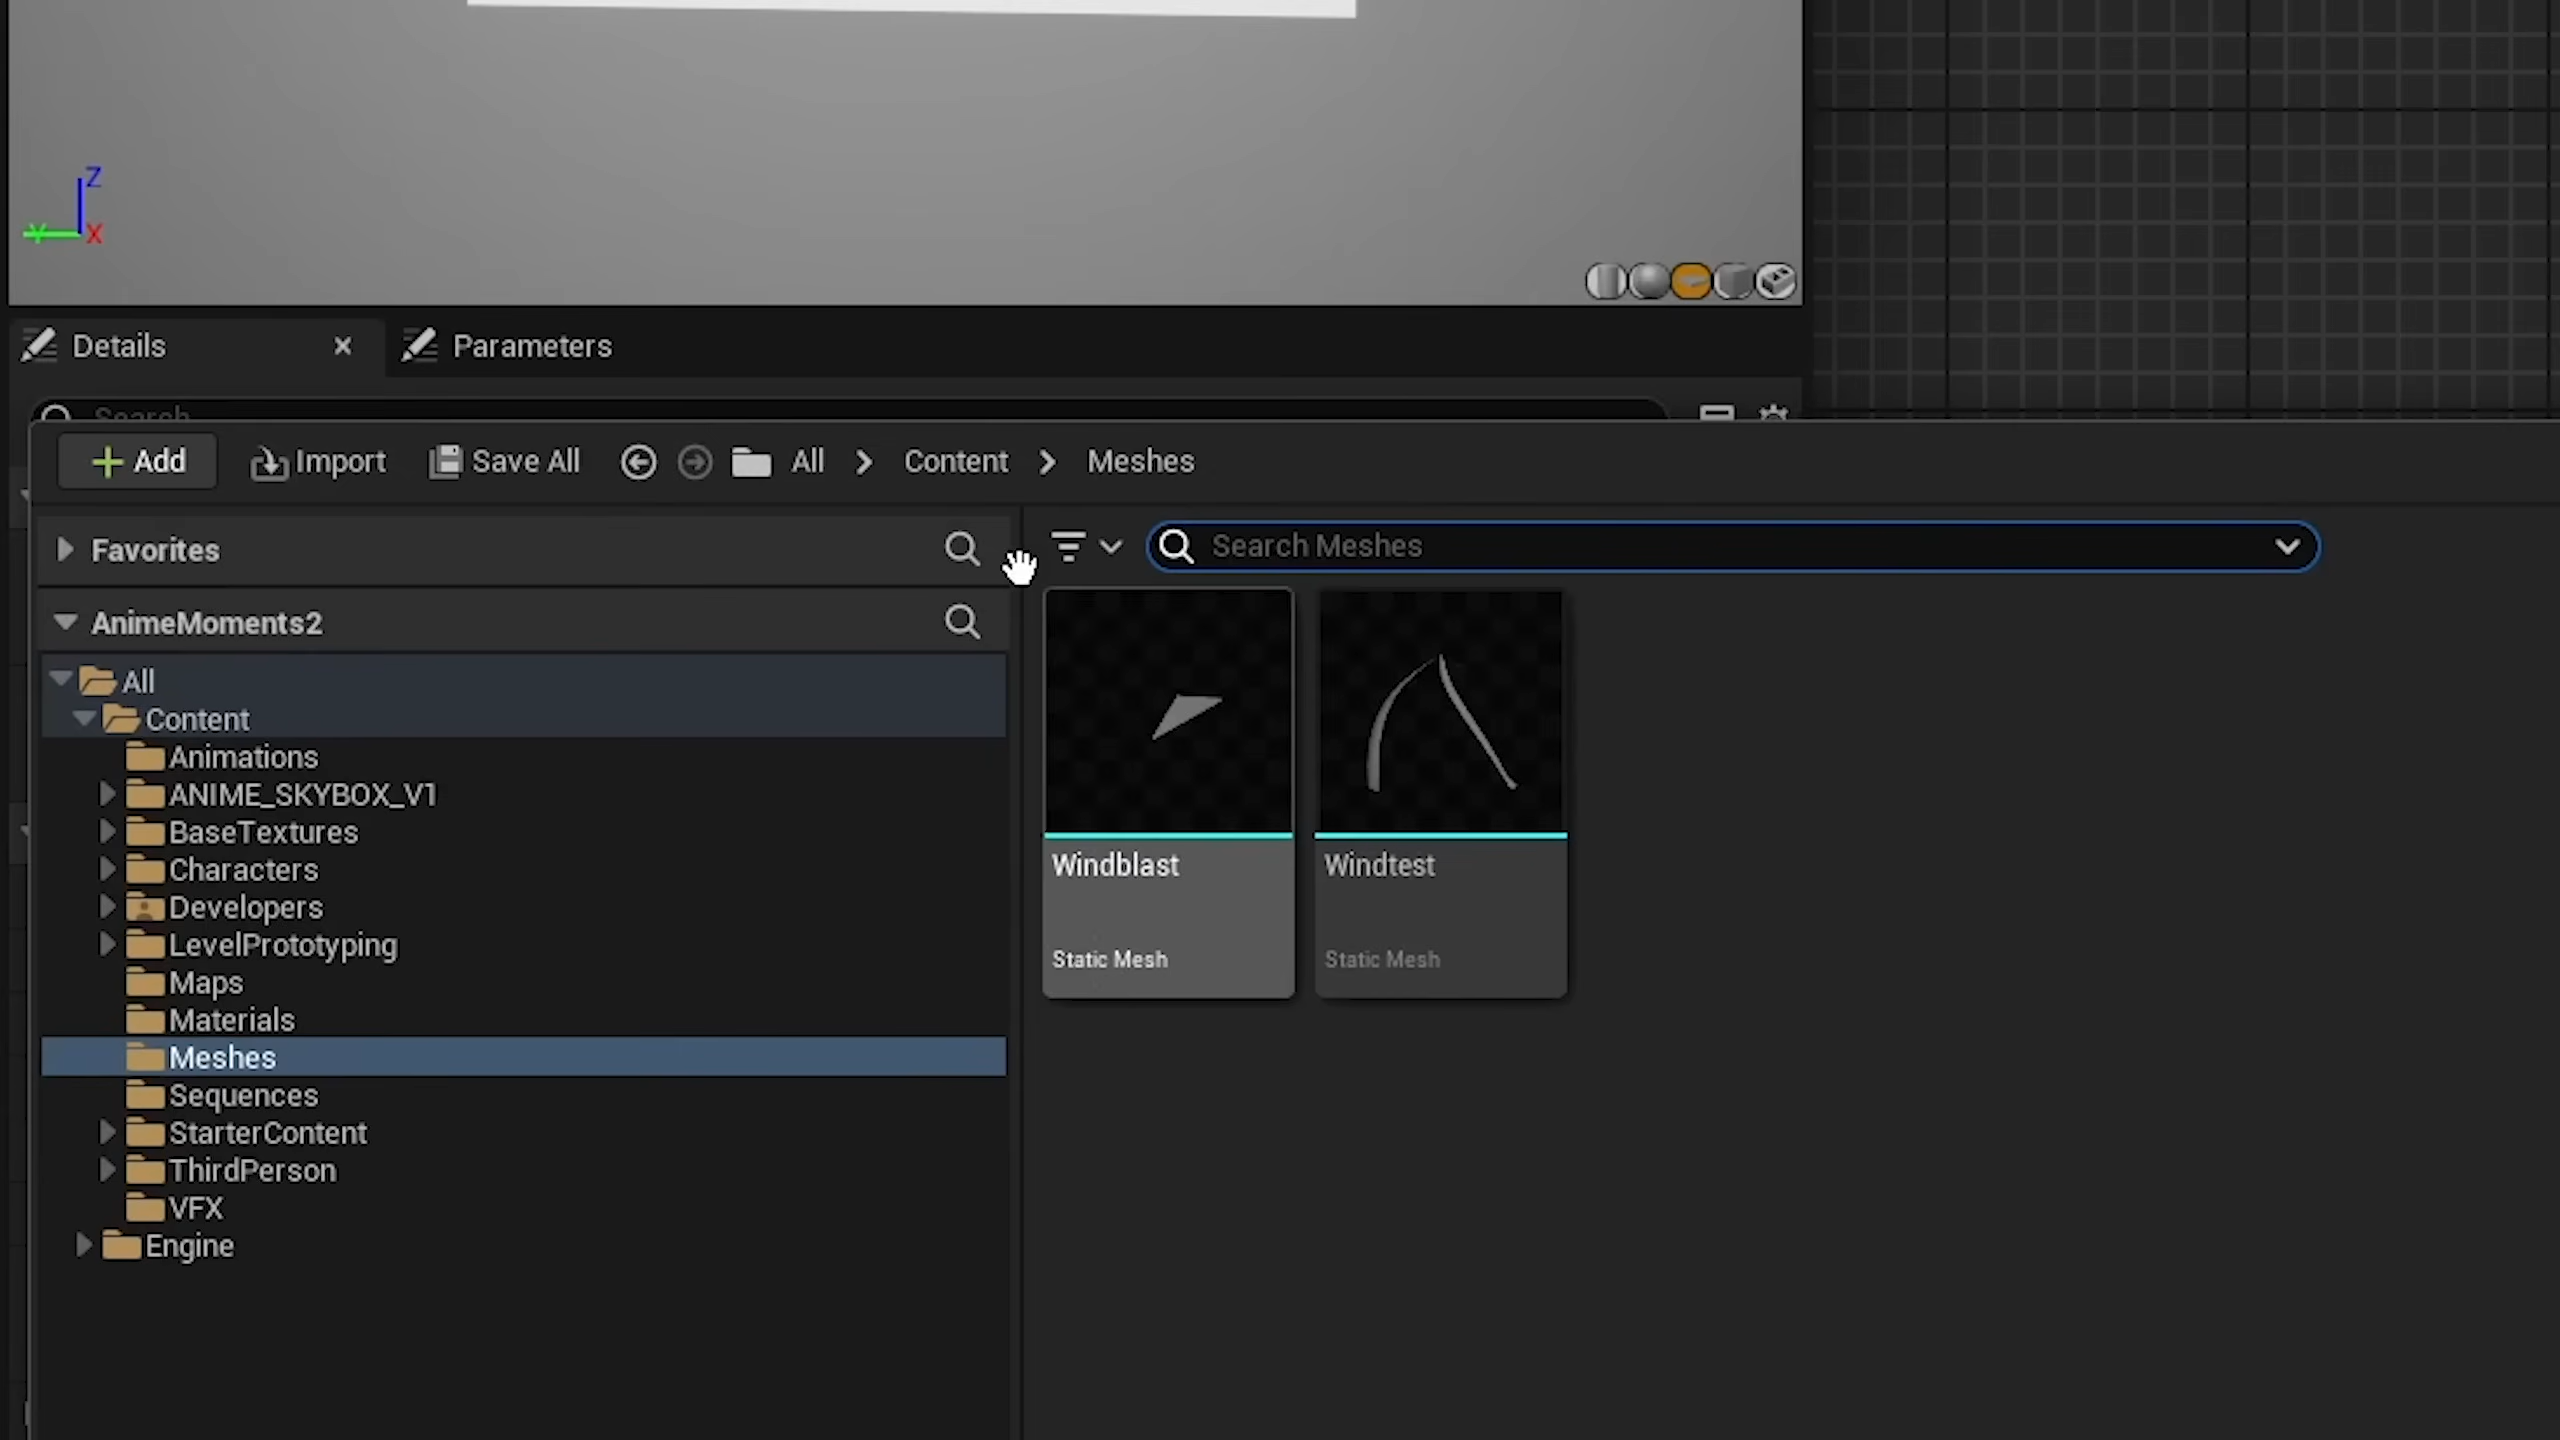 Z
Y
X
Details
Parameters
Search
Add
Import
Save All
All
Content
Meshes
Favorites
Search Meshes
AnimeMoments2
All
Content
Animations
ANIME_SKYBOX_V1
BaseTextures
Characters
Developers
LevelPrototyping
Maps
Materials
Meshes
Sequences
StarterContent
ThirdPerson
VFX
Engine
Windblast
Static Mesh
Windtest
Static Mesh